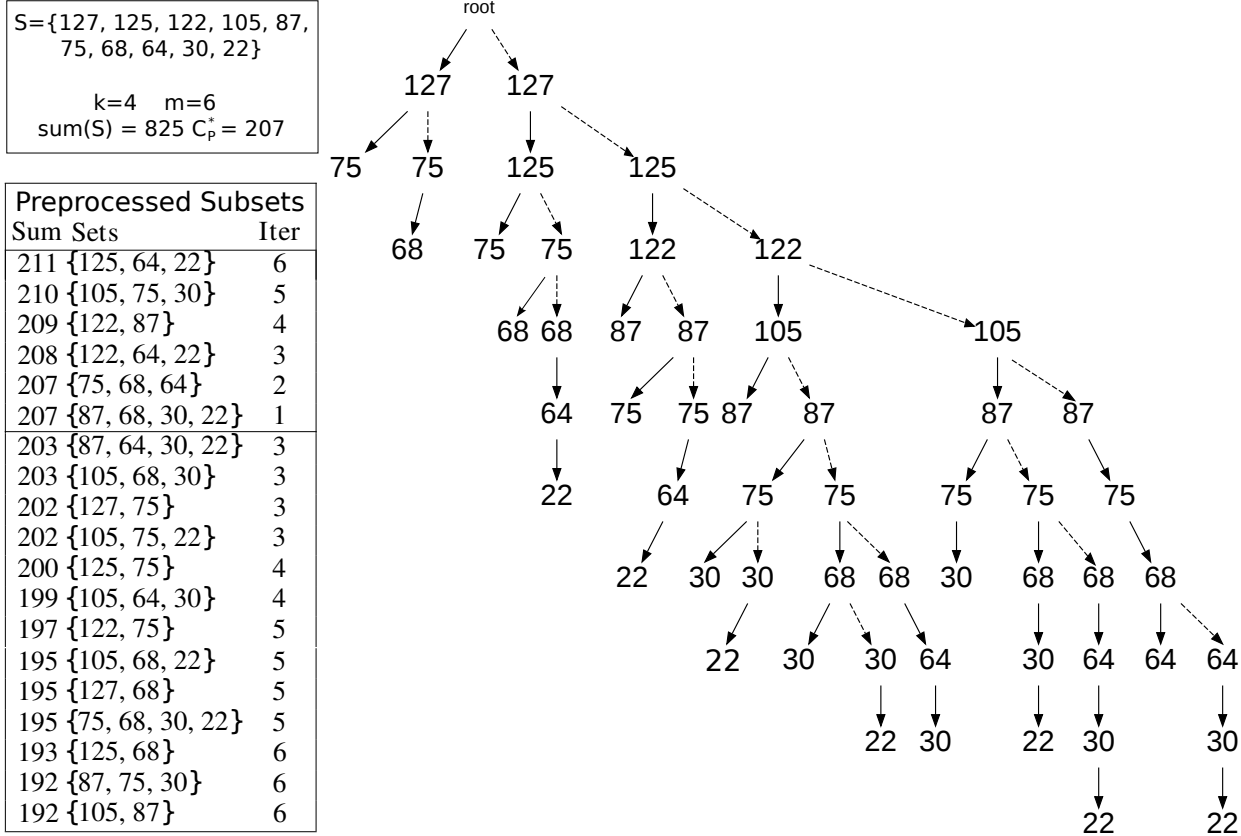 S={127, 125, 122, 105, 87,
75, 68, 64, 30, 22}
k=4 m=6
sum(S) = 825 C*P = 207
Preprocessed Subsets
Sum Sets Iter
211 {125, 64, 22} 6
210 {105, 75, 30} 5
209 {122, 87} 4
208 {122, 64, 22} 3
207 {75, 68, 64} 2
207 {87, 68, 30, 22} 1
203 {87, 64, 30, 22} 3
203 {105, 68, 30} 3
202 {127, 75} 3
202 {105, 75, 22} 3
200 {125, 75} 4
199 {105, 64, 30} 4
197 {122, 75} 5
195 {105, 68, 22} 5
195 {127, 68} 5
195 {75, 68, 30, 22} 5
193 {125, 68} 6
192 {87, 75, 30} 6
192 {105, 87} 6
root
127 127
75 75 125 125
68 75 75 122 122
68 68 87 87 105 105
64 75 75 87 87 87 87
22 64 75 75 75 75 75
22 30 30 68 68 30 68 68 68
22 30 30 64 30 64 64 64
22 30 22 30 30
22 22